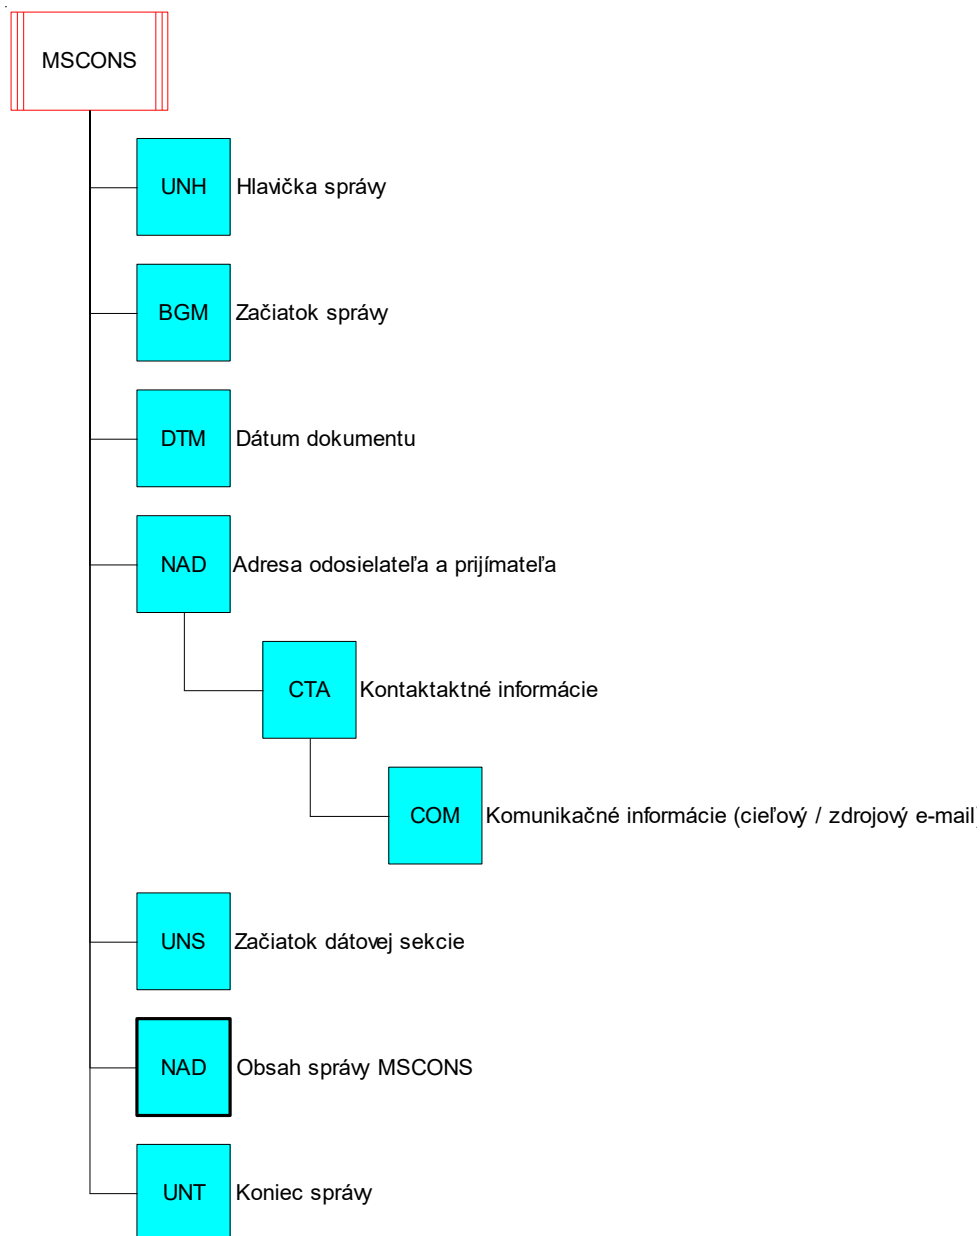 MSCONS
UNH Hlavička správy
BGM Začiatok správy
DTM Dátum dokumentu
NAD Adresa odosielateľa a prijímateľa
CTA Kontaktaktné informácie
COM Komunikačné informácie (cieľový / zdrojový e-mail)
UNS Začiatok dátovej sekcie
NAD Obsah správy MSCONS
UNT Koniec správy